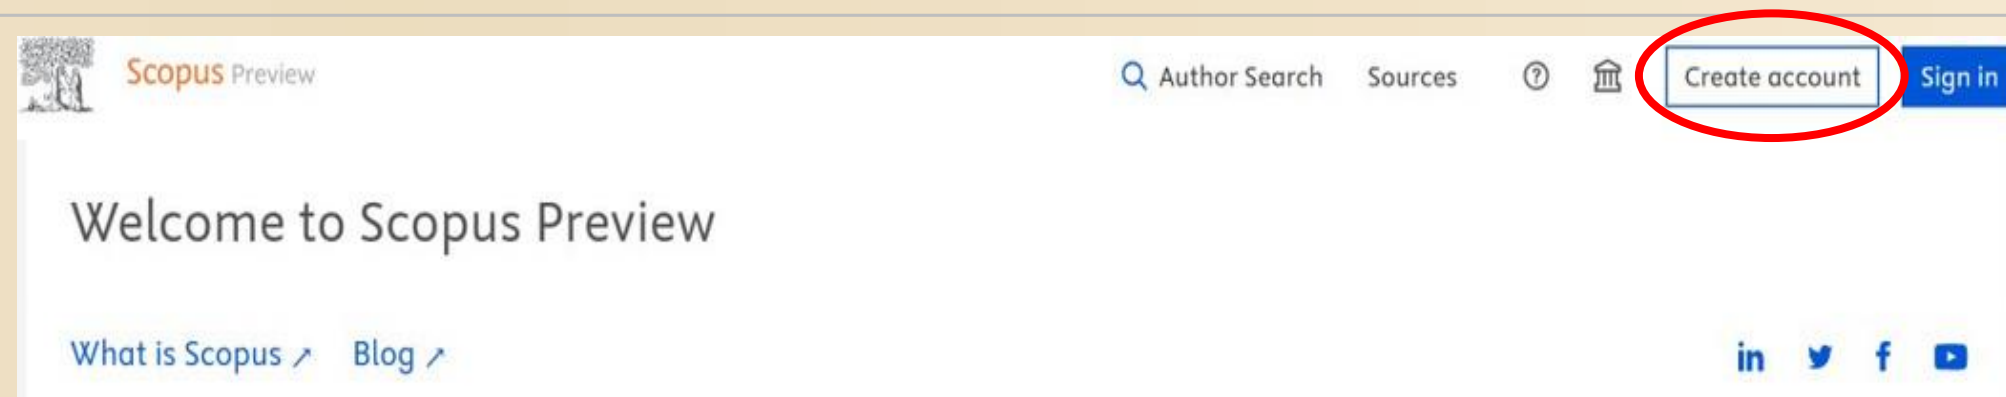 Scopus Preview
Author Search Sources Create account Sign in
Welcome to Scopus Preview
What is Scopus ↗ Blog ↗